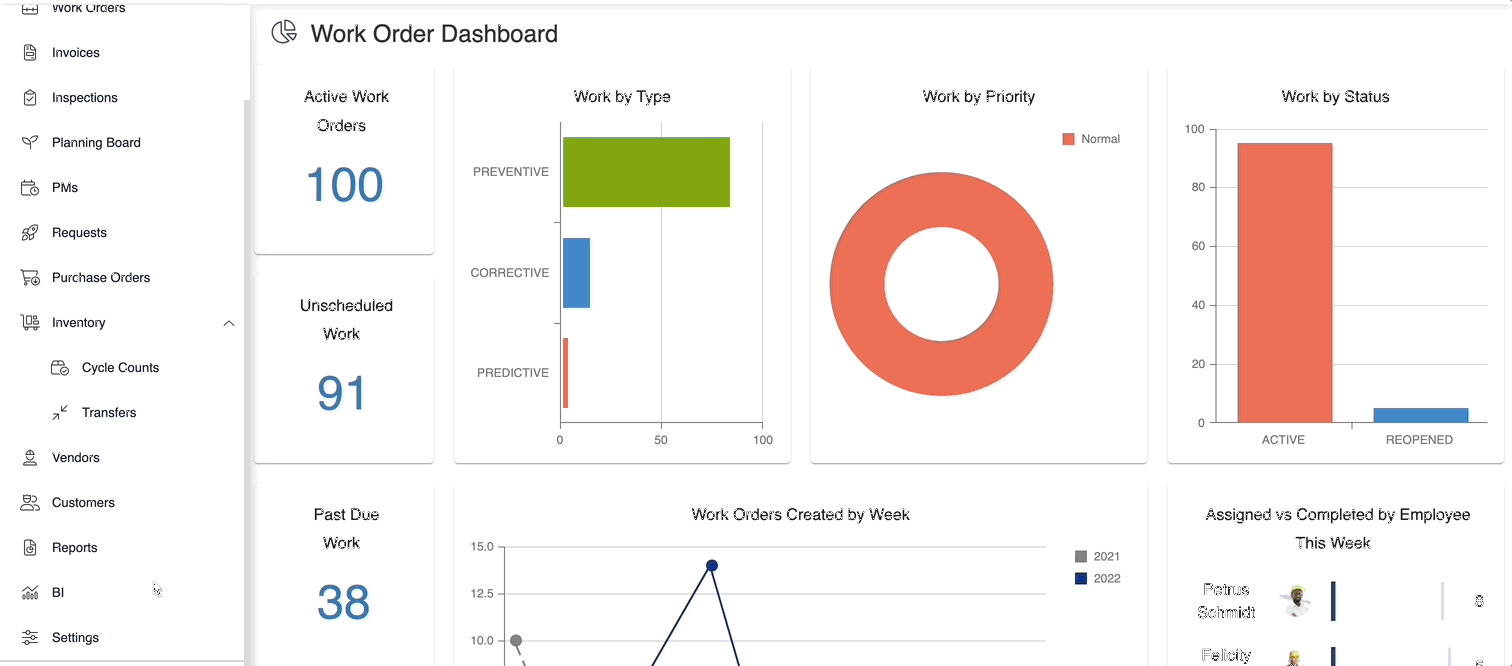 Work Orders
Invoices
Inspections
Planning Board
PMs
Requests
Purchase Orders
Inventory
Cycle Counts
Transfers
Vendors
Customers
Reports
BI
Settings
Work Order Dashboard
Active Work
Orders
100
Unscheduled
Work
91
Past Due
Work
38
Work by Type
PREVENTIVE
CORRECTIVE
PREDICTIVE
0 50 100
Work by Priority
Normal
Work by Status
100
80
60
40
20
0
ACTIVE REOPENED
Work Orders Created by Week
15.0
12.5
10.0
2021
2022
Assigned vs Completed by Employee
This Week
Petrus
Schmidt
8
Felicity